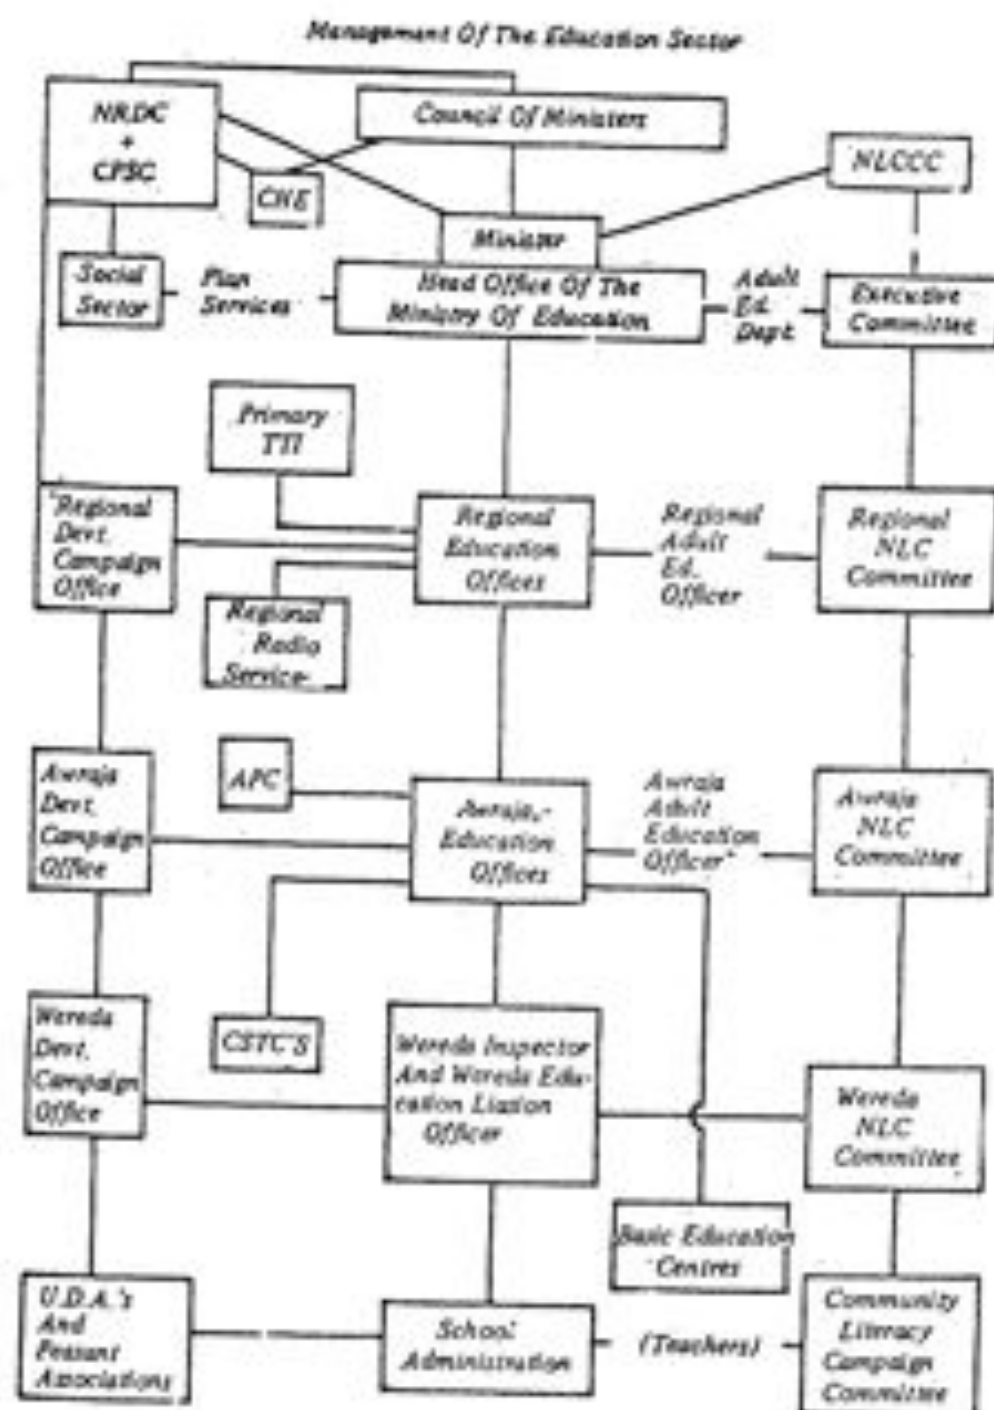 Management Of The Education Sector
NRDC
+
CPSC
Council Of Ministers
NLCCC
CHE
Minister
Social
Sector
Plan
Services
Head Office Of The
Ministry Of Education
Adult
Ed.
Dept.
Executive
Committee
Primary
TTI
Regional
Devt.
Campaign
Office
Regional
Education
Offices
Regional
Adult
Ed.
Officer
Regional
NLC
Committee
Regional
Radio
Service
Awraja
Devt.
Campaign
Office
APC
Awraja
Education
Offices
Awraja
Adult
Education
Officer
Awraja
NLC
Committee
Wereda
Devt.
Campaign
Office
CSTC'S
Wereda Inspector
And Wereda Edu-
cation Liasion
Officer
Wereda
NLC
Committee
Basic Education
Centres
U.D.A.'s
And
Peasant
Associations
School
Administration
(Teachers)
Community
Literacy
Campaign
Committee